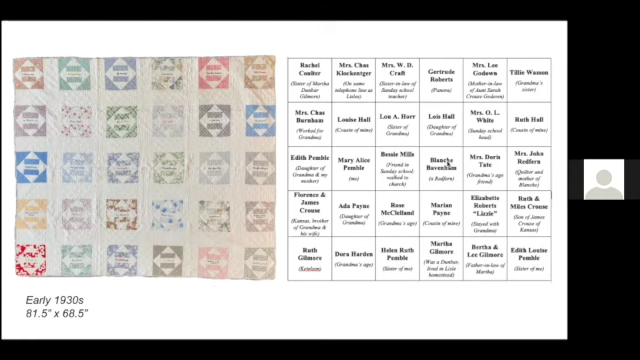 Rachel
Coniter
(Sister of Martha
Dunbar
Gilmore)
Mrs. Chas
Klockentger
(On same
telephone line as
Lisles)
Mrs. W. D.
Craft
(Mother-in-law of
Sunday school
teacher)
Gertrude
Roberts
(Panora)
Mrs. Lee
Godown
(Mother-in-law
of Aunt Sarah
Crouse Godown)
Tillie Wamon
(Grandma's
sister)
Mrs. Chas
Burnham
(Worked for
Grandma)
Louise Hall
(Cousin of mine)
Lou A. Horr
(Sister of
Grandma)
Lois Hall
(Daughter of
Grandma)
Mrs. O. L.
White
(Sunday school
head)
Ruth Hall
(Cousin of mine)
Edith Pemble
(Daughter of
Grandma & my
mother)
Mary Alice
Pemble
(me)
Bessie Mills
(Friend in
Sunday school,
walked to
church)
Blanche
Bavenham
(a Redfern)
Mrs. Dorin
Tate
(Grandma's age
friend)
Mrs. John
Redfern
(Quilter and
mother of
Blanche)
Florence &
James
Crouse
(Kansas, brother
of Grandma &
his wife)
Ada Payne
(Daughter of
Grandma)
Rose
McClelland
(Grandma's age)
Marian
Payne
(Cousin of mine)
Elizabette
Roberts
"Lizzie"
(Stayed with
Grandma)
Ruth &
Miles Crouse
(Son of James
Crouse of
Kansas)
Ruth
Gilmore
(Ketelsen)
Dora Harden
(Grandma's age)
Helen Ruth
Pemble
(Sister of me)
Martha
Gilmore
(Was a Dunbar,
lived in Lisle
homestead)
Bertha &
Lee Gilmore
(Father-in-law of
Martha)
Edith Louise
Pemble
(Sister of me)
Early 1930s
81.5" x 68.5"